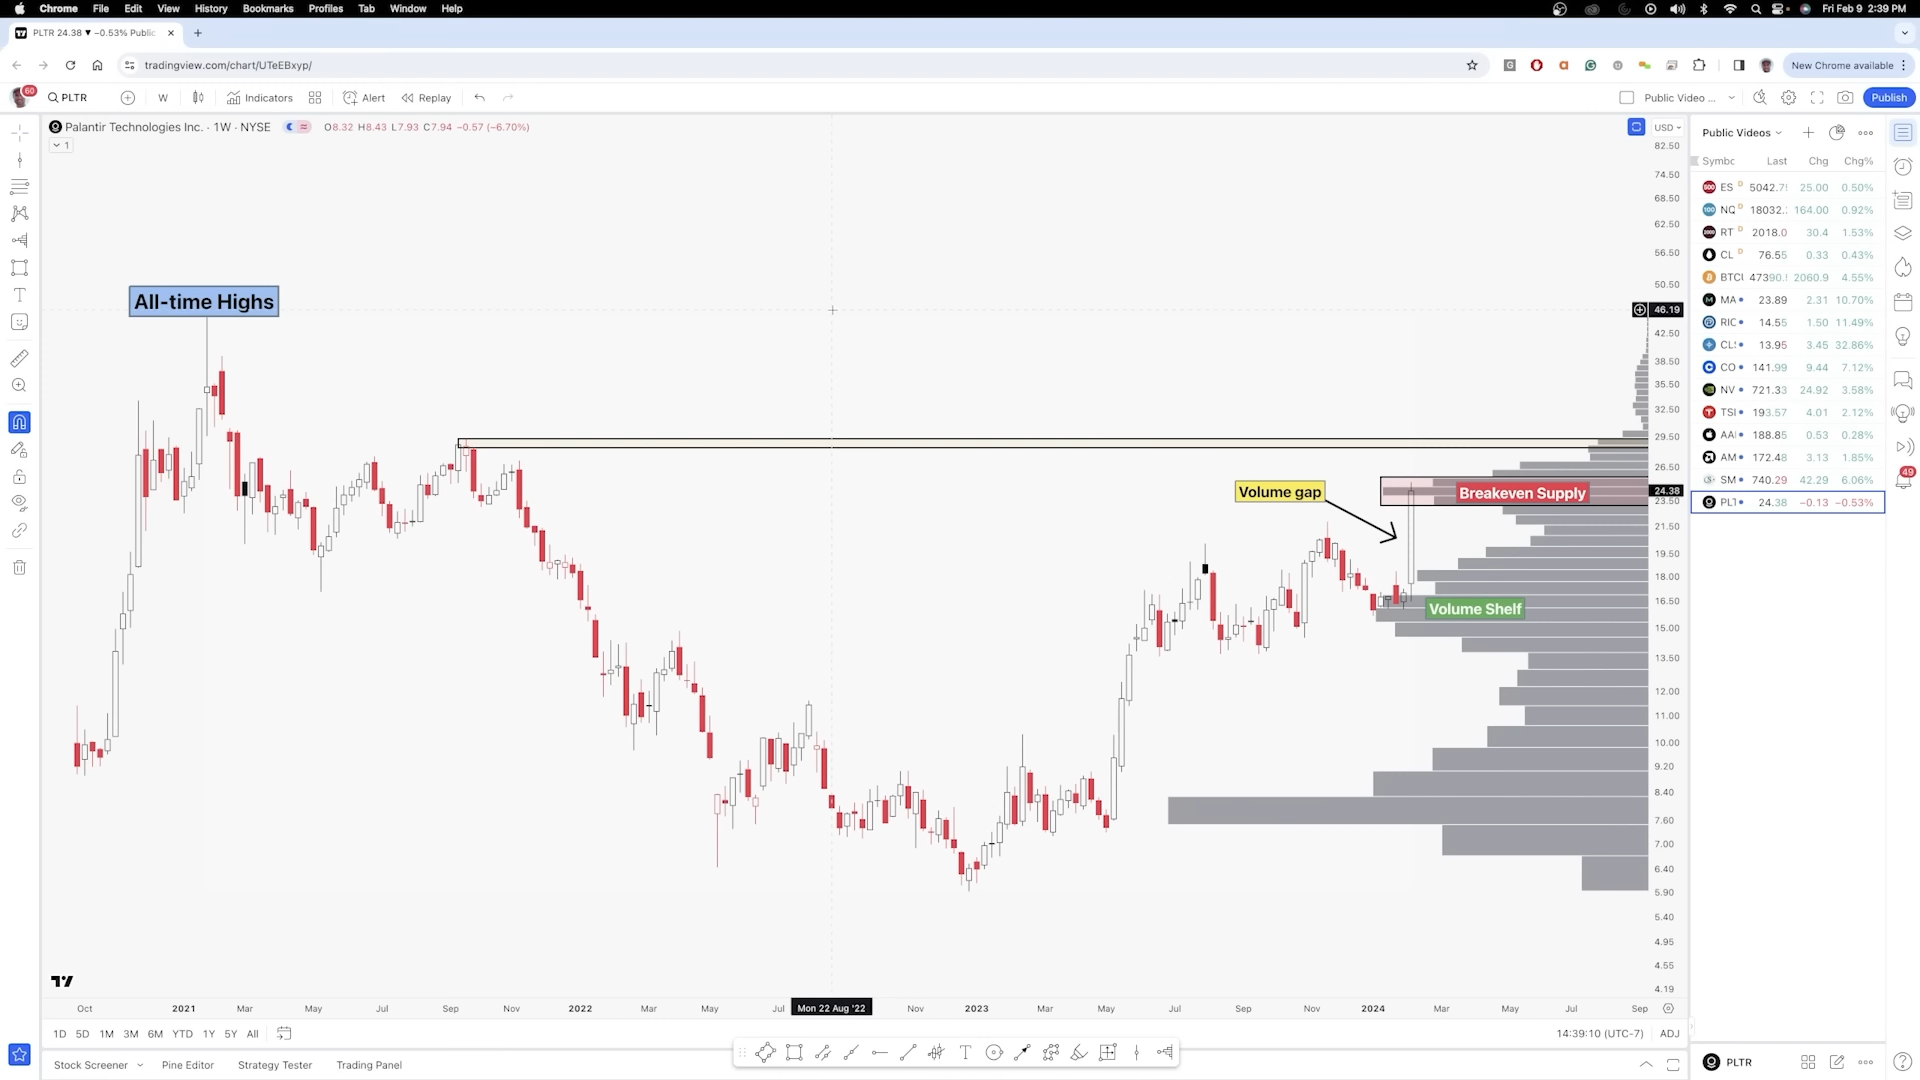 Chrome File Edit View History Bookmarks Profiles Tab Window Help Fri Feb 9 2:39 PM
PLTR 24.38 ▼ −0.53% Public
tradingview.com/chart/UTeEBxyp/ New Chrome available
60 PLTR W Indicators Alert Replay Public Video ... Publish
Palantir Technologies Inc. · 1W · NYSE O8.32 H8.43 L7.93 C7.94 −0.57 (−6.70%) USD
1
82.50
74.50
68.50
62.50
56.50
50.50
46.19
42.50
38.50
35.50
32.50
29.50
26.50
24.38
23.50
21.50
19.50
18.00
16.50
15.00
13.50
12.00
11.00
10.00
9.20
8.40
7.60
7.00
6.40
5.90
5.40
4.95
4.55
4.19
All-time Highs
Volume gap
Breakeven Supply
Volume Shelf
Oct 2021 Mar May Jul Sep Nov 2022 Mar May Jul Mon 22 Aug '22 Nov 2023 Mar May Jul Sep Nov 2024 Mar May Jul Sep
1D 5D 1M 3M 6M YTD 1Y 5Y All 14:39:10 (UTC-7) ADJ
Stock Screener Pine Editor Strategy Tester Trading Panel
Public Videos
Last Chg Chg%
ES D 5042.7 25.00 0.50%
NQ D 18032. 164.00 0.92%
RT D 2018.0 30.4 1.53%
CL D 76.55 0.33 0.43%
BTC 47390. 2060.9 4.55%
MA 23.89 2.31 10.70%
RIC 14.55 1.50 11.49%
CL 13.95 3.45 32.86%
CO 141.99 9.44 7.12%
NV 721.33 24.92 3.58%
TS 193.57 4.01 2.12%
AA 188.85 0.53 0.28%
AM 172.48 3.13 1.85%
SM 740.29 42.29 6.06%
PL 24.38 −0.13 −0.53%
49
PLTR